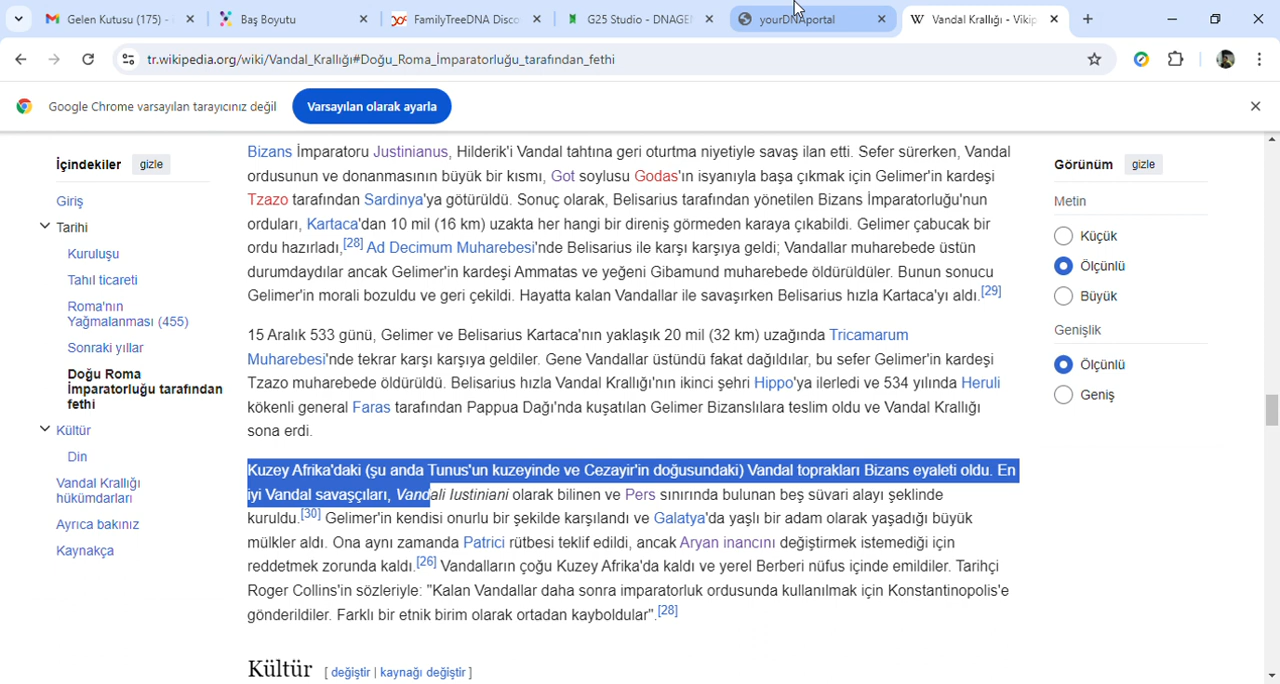 Gelen Kutusu (175) -
Baş Boyutu
FamilyTreeDNA Disco
G25 Studio - DNAGEN
yourDNAportal
Vandal Krallığı - Vikip
tr.wikipedia.org/wiki/Vandal_Krallığı#Doğu_Roma_İmparatorluğu_tarafından_fethi
Google Chrome varsayılan tarayıcınız değil
Varsayılan olarak ayarla
İçindekiler
gizle
Giriş
Tarihi
Kuruluşu
Tahıl ticareti
Roma'nın
Yağmalanması (455)
Sonraki yıllar
Doğu Roma
İmparatorluğu tarafından
fethi
Kültür
Din
Vandal Krallığı
hükümdarları
Ayrıca bakınız
Kaynakça
Bizans İmparatoru Justinianus, Hilderik'i Vandal tahtına geri oturtma niyetiyle savaş ilan etti. Sefer sürerken, Vandal
ordusunun ve donanmasının büyük bir kısmı, Got soylusu Godas'ın isyanıyla başa çıkmak için Gelimer'in kardeşi
Tzazo tarafından Sardinya'ya götürüldü. Sonuç olarak, Belisarius tarafından yönetilen Bizans İmparatorluğu'nun
orduları, Kartaca'dan 10 mil (16 km) uzakta her hangi bir direniş görmeden karaya çıkabildi. Gelimer çabucak bir
ordu hazırladı,[28] Ad Decimum Muharebesi'nde Belisarius ile karşı karşıya geldi; Vandallar muharebede üstün
durumdaydılar ancak Gelimer'in kardeşi Ammatas ve yeğeni Gibamund muharebede öldürüldüler. Bunun sonucu
Gelimer'in morali bozuldu ve geri çekildi. Hayatta kalan Vandallar ile savaşırken Belisarius hızla Kartaca'yı aldı.[29]
15 Aralık 533 günü, Gelimer ve Belisarius Kartaca'nın yaklaşık 20 mil (32 km) uzağında Tricamarum
Muharebesi'nde tekrar karşı karşıya geldiler. Gene Vandallar üstündü fakat dağıldılar, bu sefer Gelimer'in kardeşi
Tzazo muharebede öldürüldü. Belisarius hızla Vandal Krallığı'nın ikinci şehri Hippo'ya ilerledi ve 534 yılında Heruli
kökenli general Faras tarafından Pappua Dağı'nda kuşatılan Gelimer Bizanslılara teslim oldu ve Vandal Krallığı
sona erdi.
Kuzey Afrika'daki (şu anda Tunus'un kuzeyinde ve Cezayir'in doğusundaki) Vandal toprakları Bizans eyaleti oldu. En
iyi Vandal savaşçıları, Vandali Iustiniani olarak bilinen ve Pers sınırında bulunan beş süvari alayı şeklinde
kuruldu.[30] Gelimer'in kendisi onurlu bir şekilde karşılandı ve Galatya'da yaşlı bir adam olarak yaşadığı büyük
mülkler aldı. Ona aynı zamanda Patrici rütbesi teklif edildi, ancak Aryan inancını değiştirmek istemediği için
reddetmek zorunda kaldı.[26] Vandalların çoğu Kuzey Afrika'da kaldı ve yerel Berberi nüfus içinde emildiler. Tarihçi
Roger Collins'in sözleriyle: "Kalan Vandallar daha sonra imparatorluk ordusunda kullanılmak için Konstantinopolis'e
gönderildiler. Farklı bir etnik birim olarak ortadan kayboldular".[28]
Kültür [ değiştir | kaynağı değiştir ]
Görünüm
gizle
Metin
Küçük
Ölçünlü
Büyük
Genişlik
Ölçünlü
Geniş